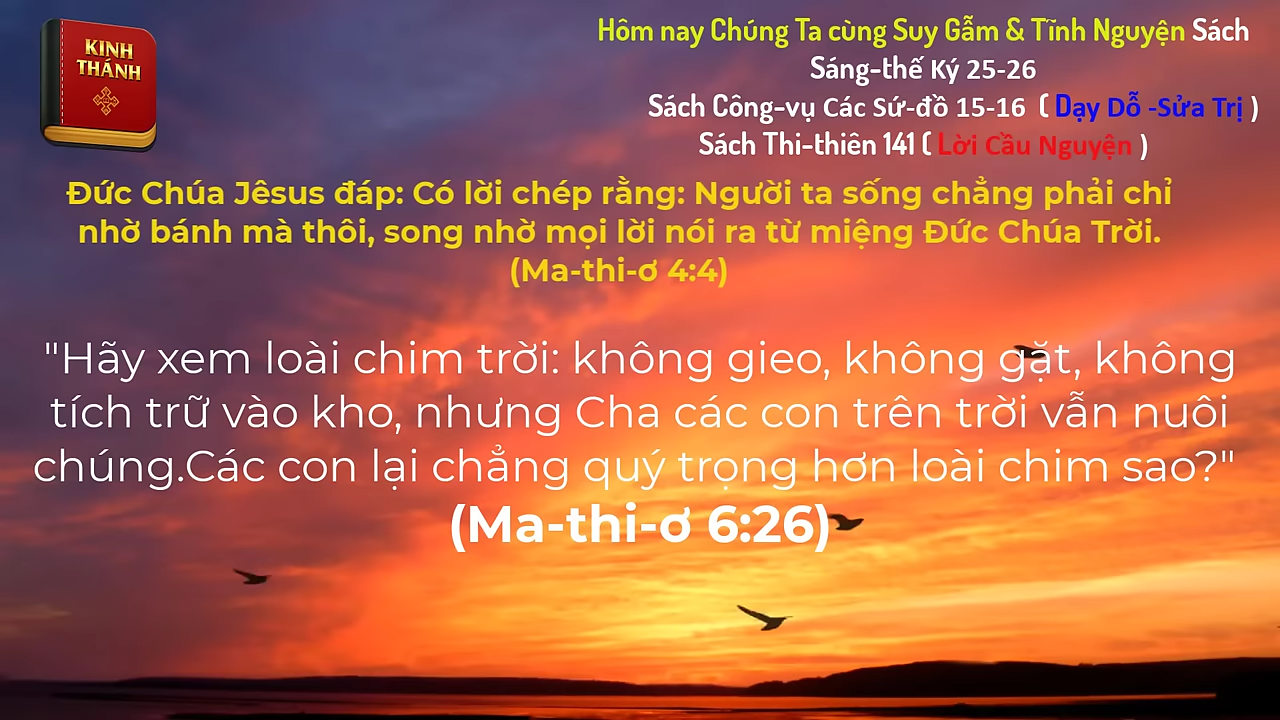 KINH
THÁNH
Hôm nay Chúng Ta cùng Suy Gẫm & Tĩnh Nguyện Sách
Sáng-thế Ký 25-26
Sách Công-vụ Các Sứ-đồ 15-16 ( Dạy Dỗ -Sửa Trị )
Sách Thi-thiên 141 ( Lời Cầu Nguyện )
Đức Chúa Jêsus đáp: Có lời chép rằng: Người ta sống chẳng phải chỉ
nhờ bánh mà thôi, song nhờ mọi lời nói ra từ miệng Đức Chúa Trời.
(Ma-thi-ơ 4:4)
"Hãy xem loài chim trời: không gieo, không gặt, không
tích trữ vào kho, nhưng Cha các con trên trời vẫn nuôi
chúng.Các con lại chẳng quý trọng hơn loài chim sao?"
(Ma-thi-ơ 6:26)